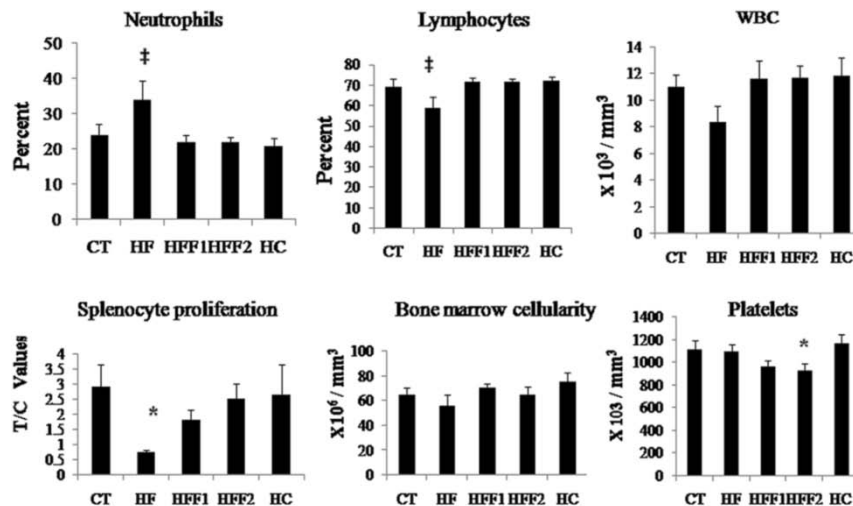 Neutrophils
‡
Percent
50
40
30
20
10
0
CT HF HFF1HFF2 HC
Lymphocytes
‡
Percent
80
70
60
50
40
30
20
10
0
CT HF HFF1 HFF2 HC
WBC
X 10³ / mm³
14
12
10
8
6
4
2
0
CT HF HFF1 HFF2 HC
Splenocyte proliferation
*
T/C Values
4
3.5
3
2.5
2
1.5
1
0.5
0
CT HF HFF1 HFF2 HC
Bone marrow cellularity
X10⁶ / mm³
100
80
60
40
20
0
CT HF HFF1 HFF2 HC
Platelets
*
X 103 / mm³
1400
1200
1000
800
600
400
200
0
CT HF HFF1 HFF2 HC